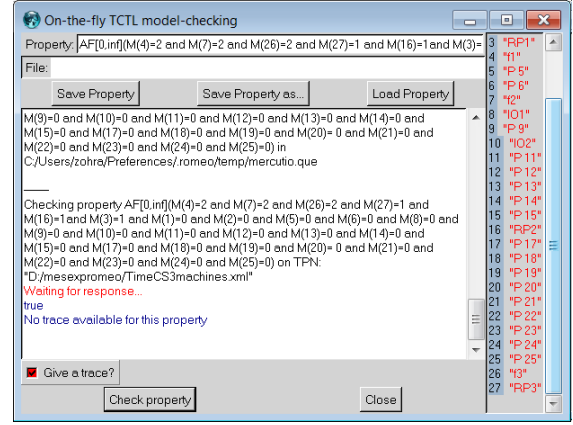 On-the-fly TCTL model-checking
Property: AF[0,inf](M(4)=2 and M(7)=2 and M(26)=2 and M(27)=1 and M(16)=1and M(3)=
File:
Save Property
Save Property as...
Load Property
M(9)=0 and M(10)=0 and M(11)=0 and M(12)=0 and M(13)=0 and M(14)=0 and
M(15)=0 and M(17)=0 and M(18)=0 and M(19)=0 and M(20)= 0 and M(21)=0 and
M(22)=0 and M(23)=0 and M(24)=0 and M(25)=0) in
C:/Users/zohra/Preferences/.romeo/temp/mercutio.que
____
Checking property AF[0,inf](M(4)=2 and M(7)=2 and M(26)=2 and M(27)=1 and
M(16)=1and M(3)=1 and M(1)=0 and M(2)=0 and M(5)=0 and M(6)=0 and M(8)=0 and
M(9)=0 and M(10)=0 and M(11)=0 and M(12)=0 and M(13)=0 and M(14)=0 and
M(15)=0 and M(17)=0 and M(18)=0 and M(19)=0 and M(20)= 0 and M(21)=0 and
M(22)=0 and M(23)=0 and M(24)=0 and M(25)=0) on TPN:
"D:/mesexpromeo/TimeCS3machines.xml"
Waiting for response...
true
No trace available for this property
Give a trace?
Check property
Close
3 "RP1"
4 "f1"
5 "P 5"
6 "P 6"
7 "f2"
8 "IO1"
9 "P 9"
10 "IO2"
11 "P 11"
12 "P 12"
13 "P 13"
14 "P 14"
15 "P 15"
16 "RP2"
17 "P 17"
18 "P 18"
19 "P 19"
20 "P 20"
21 "P 21"
22 "P 22"
23 "P 23"
24 "P 24"
25 "P 25"
26 "f3"
27 "RP3"